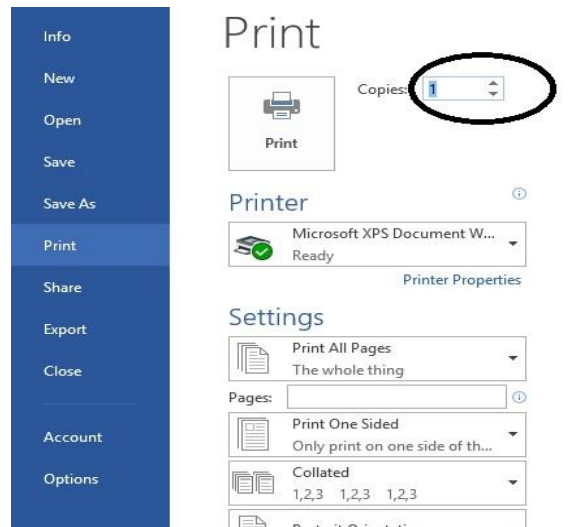 Info
New
Open
Save
Save As
Print
Share
Export
Close
Account
Options
Print
Copies: 1
Print
Printer
Microsoft XPS Document W...
Ready
Printer Properties
Settings
Print All Pages
The whole thing
Pages:
Print One Sided
Only print on one side of th...
Collated
1,2,3 1,2,3 1,2,3